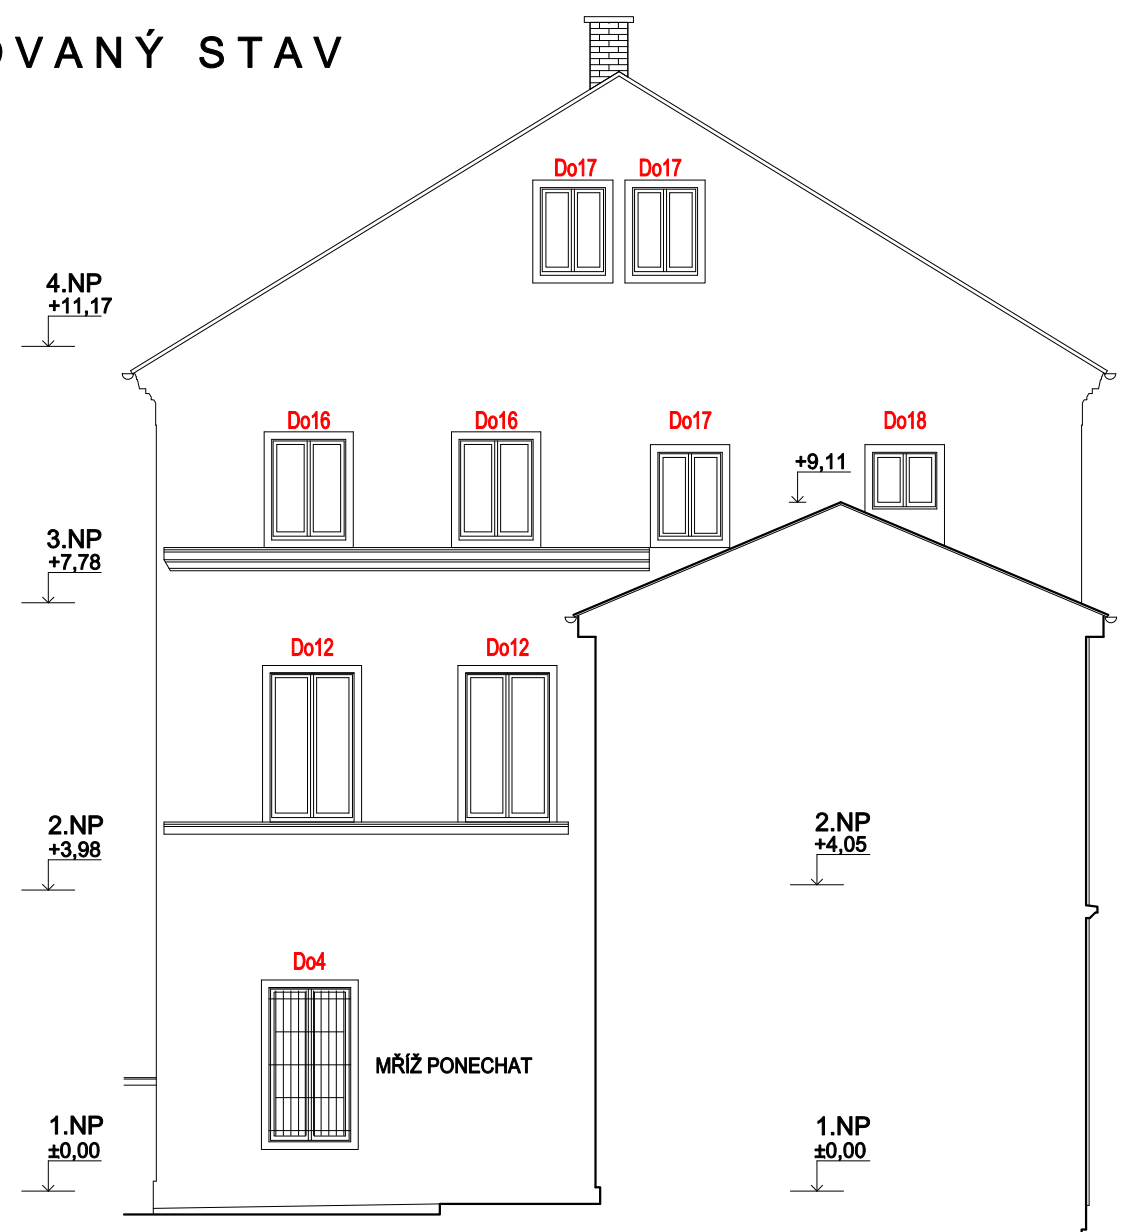 OVANÝ STAV
Do17 Do17
4.NP
+11,17
Do16 Do16 Do17 Do18
+9,11
3.NP
+7,78
Do12 Do12
2.NP
+3,98
2.NP
+4,05
Do4
MŘÍŽ PONECHAT
1.NP
±0,00
1.NP
±0,00